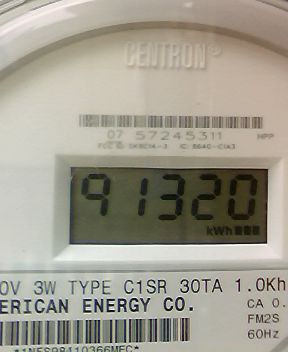 CENTRON®
07 57245311 HPP
91320
kWh
0V 3W TYPE C1SR 30TA 1.0Kh
ERICAN ENERGY CO.
CA 0.
FM2S
60Hz